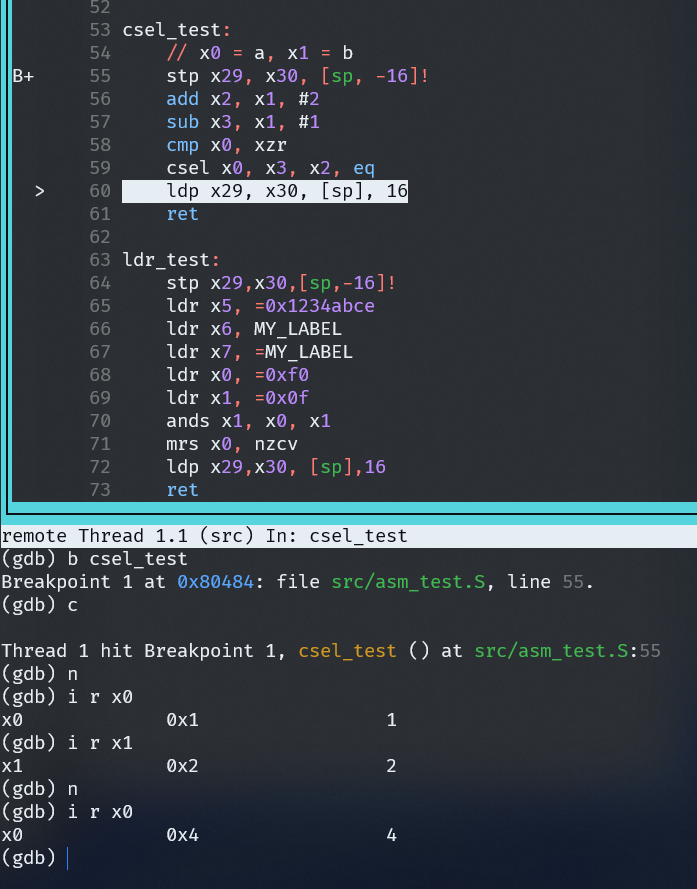 52
53 csel_test:
54     // x0 = a, x1 = b
B+ 55     stp x29, x30, [sp, -16]!
56     add x2, x1, #2
57     sub x3, x1, #1
58     cmp x0, xzr
59     csel x0, x3, x2, eq
> 60     ldp x29, x30, [sp], 16
61     ret
62
63 ldr_test:
64     stp x29,x30,[sp,-16]!
65     ldr x5, =0x1234abce
66     ldr x6, MY_LABEL
67     ldr x7, =MY_LABEL
68     ldr x0, =0xf0
69     ldr x1, =0x0f
70     ands x1, x0, x1
71     mrs x0, nzcv
72     ldp x29,x30, [sp],16
73     ret
remote Thread 1.1 (src) In: csel_test
(gdb) b csel_test
Breakpoint 1 at 0x80484: file src/asm_test.S, line 55.
(gdb) c
Thread 1 hit Breakpoint 1, csel_test () at src/asm_test.S:55
(gdb) n
(gdb) i r x0
x0             0x1                 1
(gdb) i r x1
x1             0x2                 2
(gdb) n
(gdb) i r x0
x0             0x4                 4
(gdb)